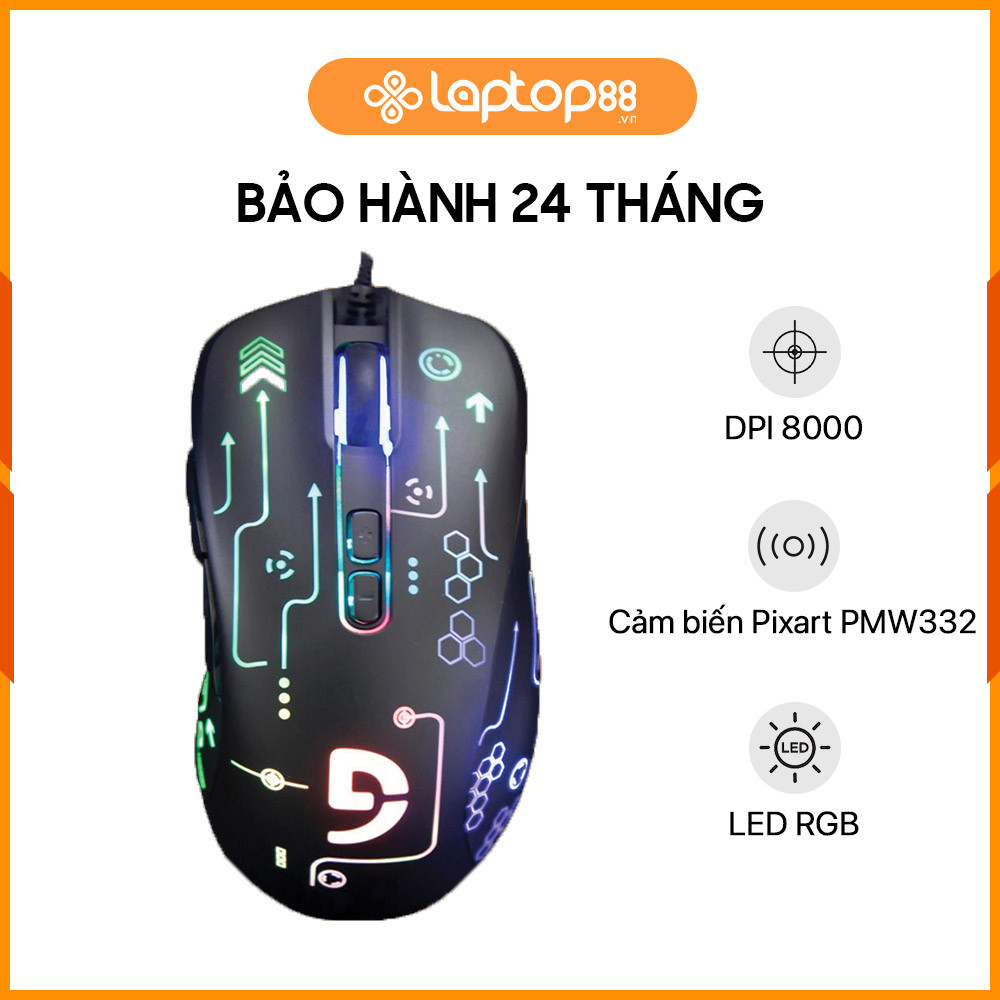 Laptop88
.vn
BẢO HÀNH 24 THÁNG
DPI 8000
Cảm biến Pixart PMW332
LED
LED RGB